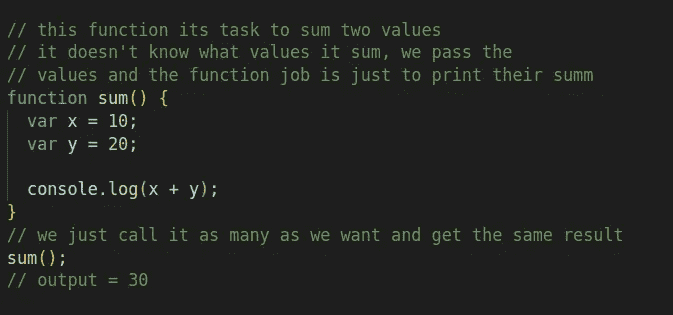 // this function its task to sum two values
// it doesn't know what values it sum, we pass the
// values and the function job is just to print their summ
function sum() {
  var x = 10;
  var y = 20;

  console.log(x + y);
}
// we just call it as many as we want and get the same result
sum();
// output = 30